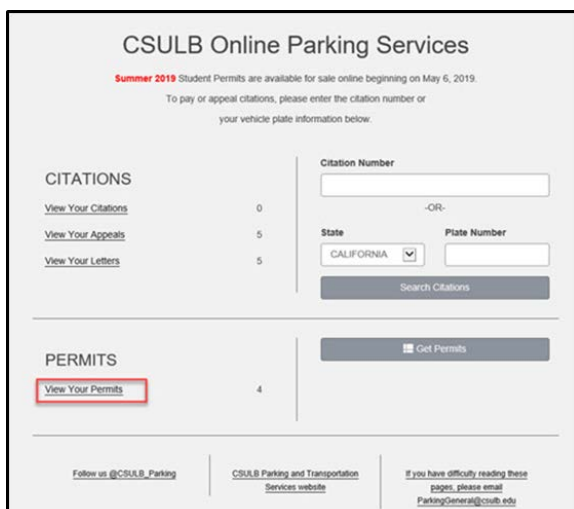 CSULB Online Parking Services
Summer 2019 Student Permits are available for sale online beginning on May 6, 2019.
To pay or appeal citations, please enter the citation number or
your vehicle plate information below.
CITATIONS
View Your Citations 0
View Your Appeals 5
View Your Letters 5
Citation Number
-OR-
State Plate Number
CALIFORNIA
Search Citations
PERMITS
View Your Permits 4
Get Permits
Follow us @CSULB_Parking
CSULB Parking and Transportation
Services website
If you have difficulty reading these
pages, please email
ParkingGeneral@csulb.edu